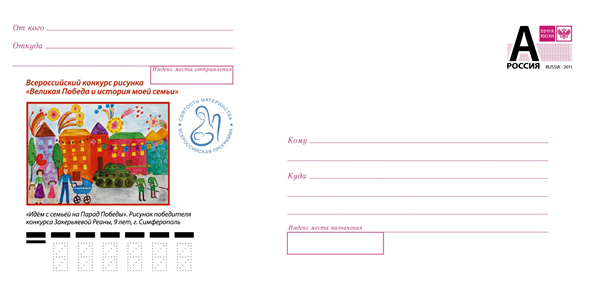 От кого
Откуда
Индекс места отправления
Всероссийский конкурс рисунка
«Великая Победа и история моей семьи»
СВЯТОСТЬ МАТЕРИНСТВА
ВСЕРОССИЙСКАЯ ПРОГРАММА
«Идём с семьёй на Парад Победы». Рисунок победителя
конкурса Закерьяевой Реаны, 9 лет, г. Симферополь
А
ПОЧТА
РОССИИ
РОССИЯ
RUSSIA - 2017
Кому
Куда
Индекс места назначения